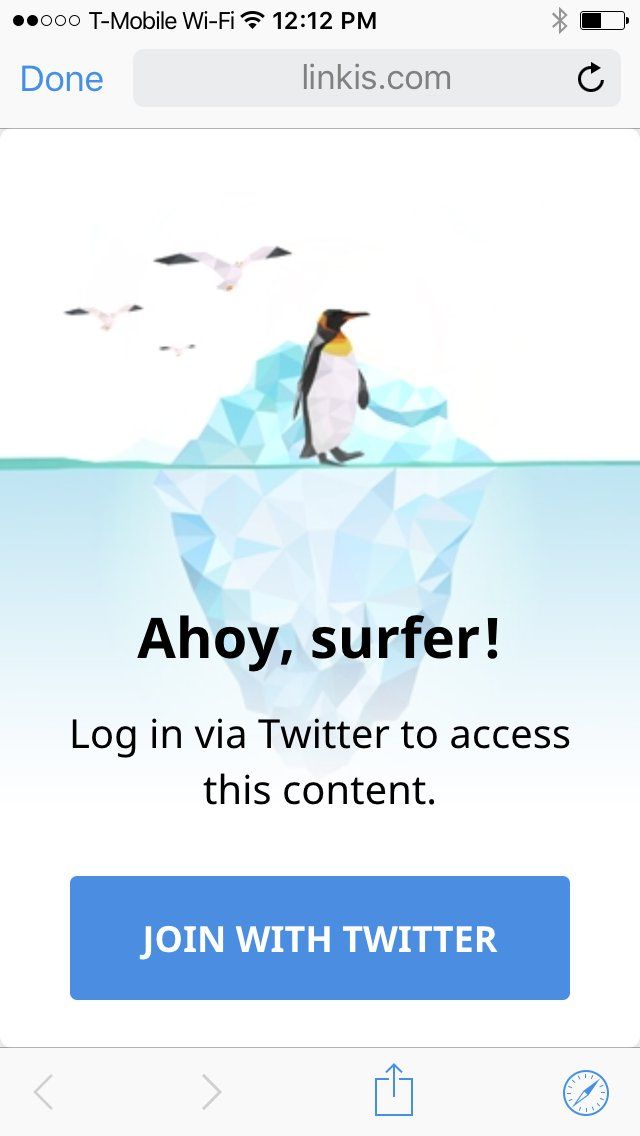 T-Mobile Wi-Fi 12:12 PM
Done linkis.com
Ahoy, surfer!
Log in via Twitter to access
this content.
JOIN WITH TWITTER